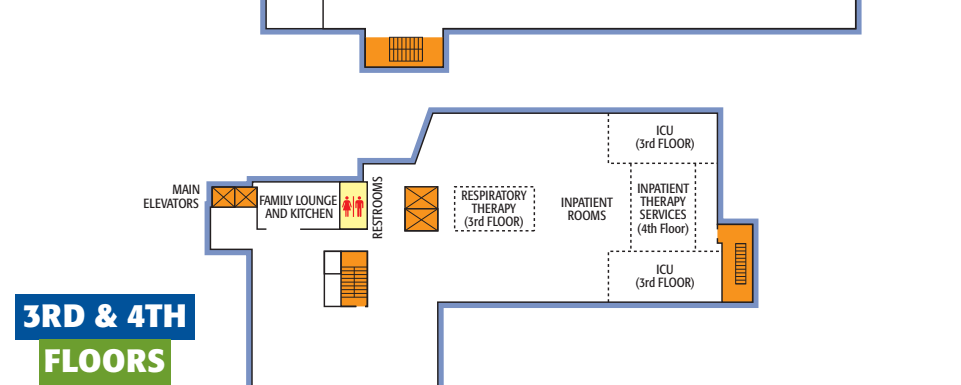 ICU
(3rd FLOOR)
MAIN
ELEVATORS
FAMILY LOUNGE
AND KITCHEN
RESTROOMS
RESPIRATORY
THERAPY
(3rd FLOOR)
INPATIENT
ROOMS
INPATIENT
THERAPY
SERVICES
(4th Floor)
ICU
(3rd FLOOR)
3RD & 4TH
FLOORS